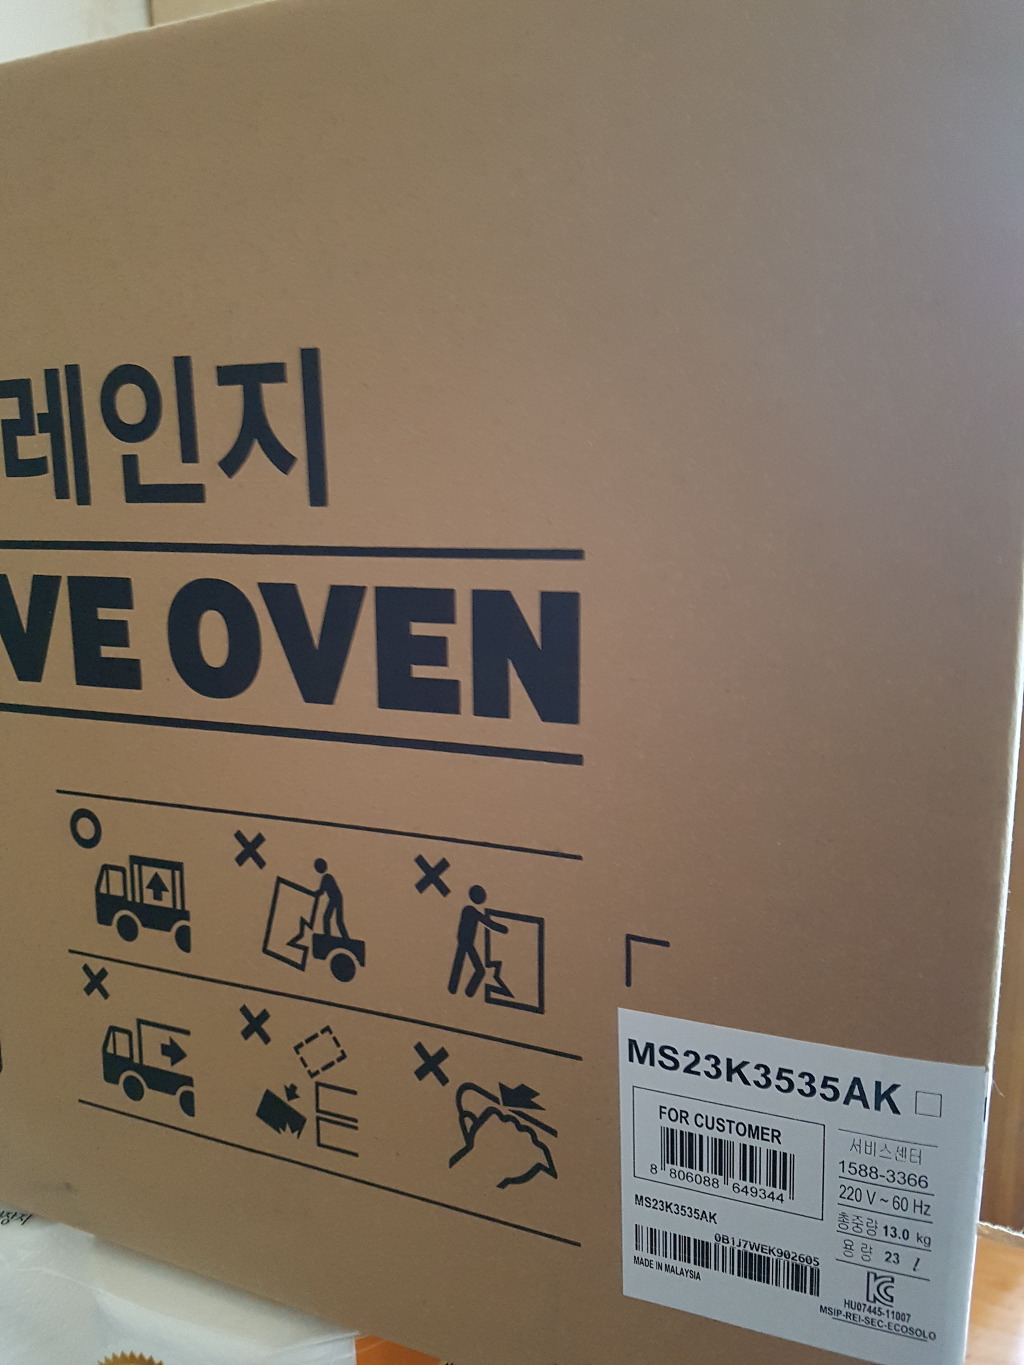 레인지
VE OVEN
MS23K3535AK
FOR CUSTOMER
8 806088 649344
MS23K3535AK
0B1J7WEK902605
MADE IN MALAYSIA
서비스센터
1588-3366
220 V ~ 60 Hz
총중량 13.0 kg
용량 23 ℓ
HU07445-11007
MSIP-REI-SEC-ECOSOLO